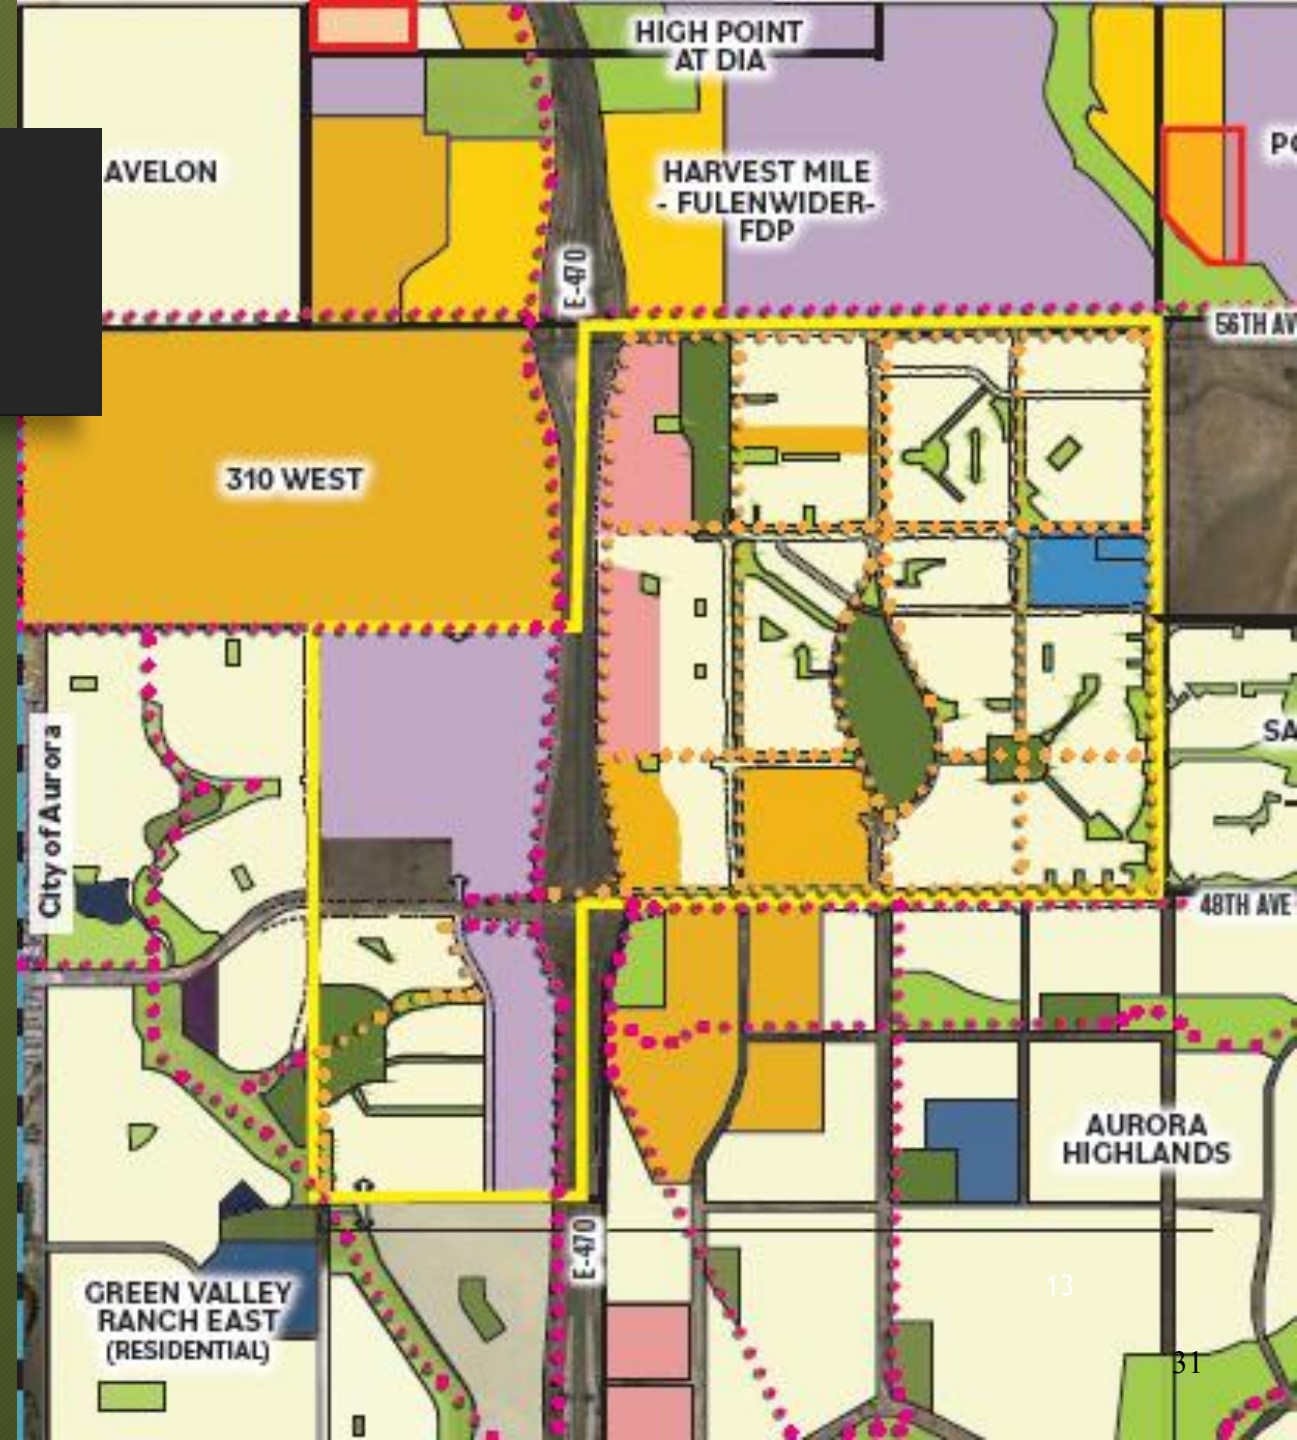 HIGH POINT
AT DIA
AVELON
HARVEST MILE
- FULENWIDER-
FDP
E-470
56TH AV
310 WEST
City of Aurora
SA
48TH AVE
AURORA
HIGHLANDS
E-470
GREEN VALLEY
RANCH EAST
(RESIDENTIAL)
13
31